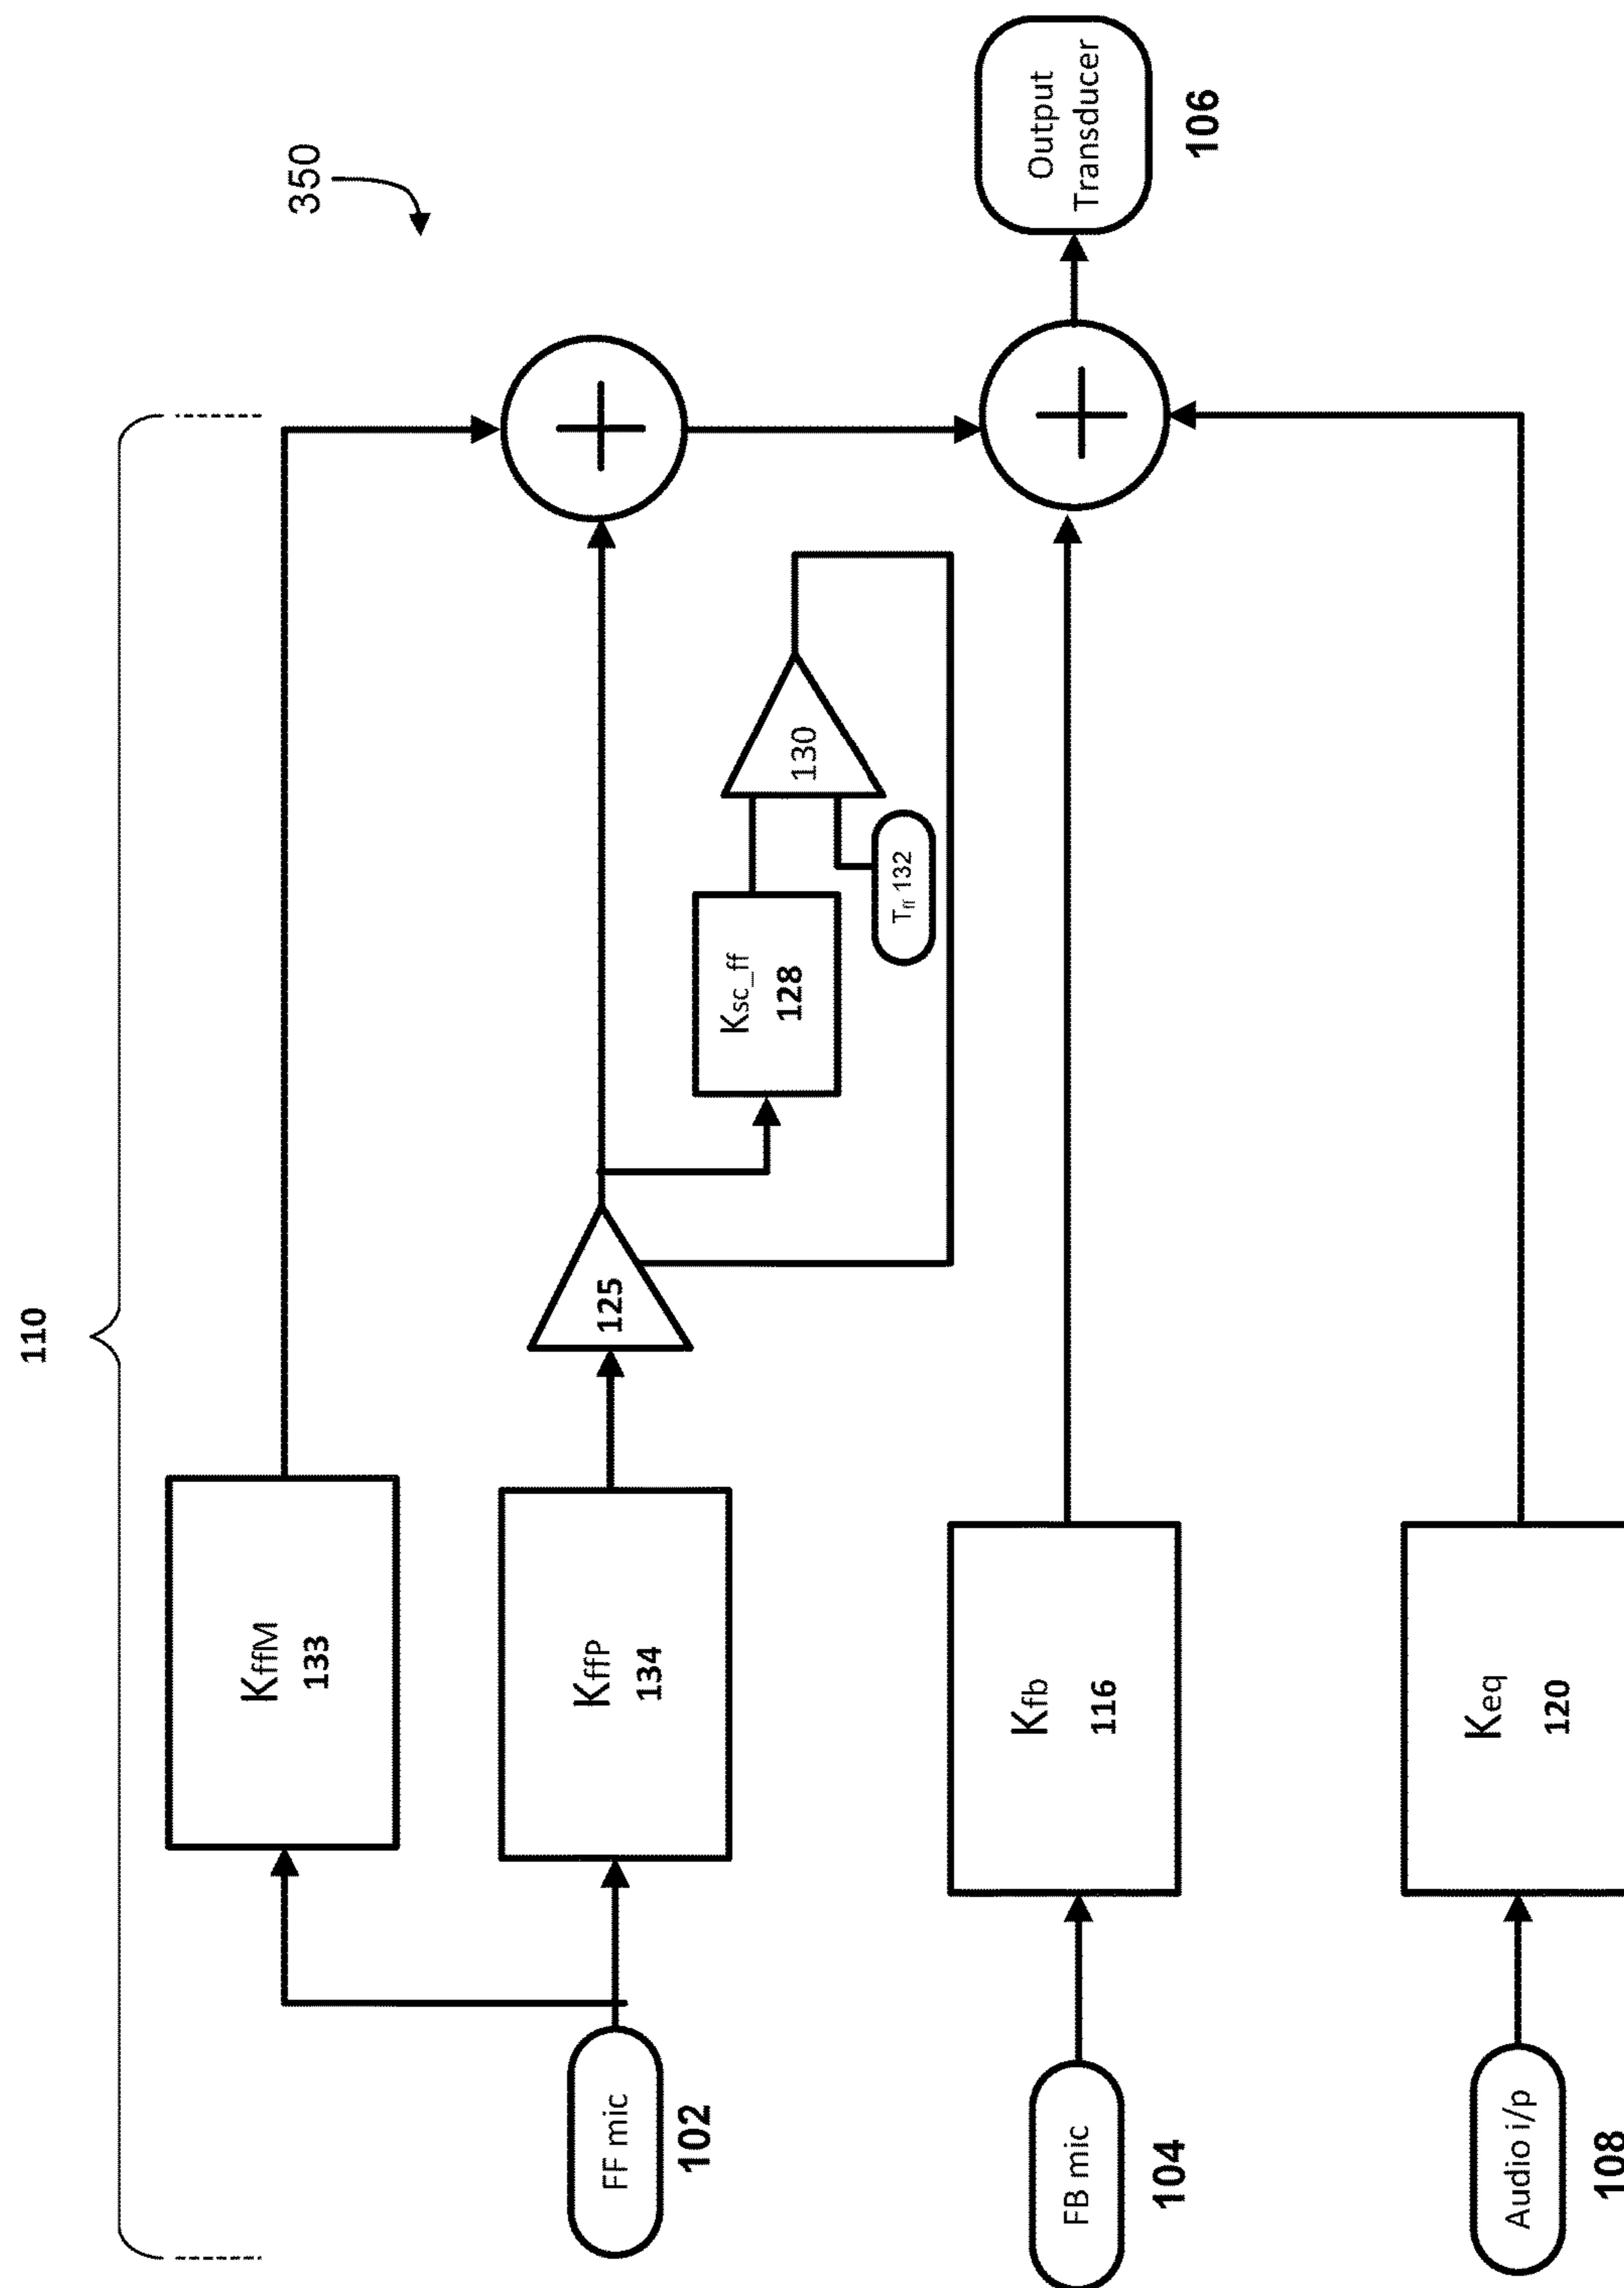 110
350
KffM
133
KffP
134
125
Ksc_ff
128
130
Tff 132
FF mic
102
Kfb
116
FB mic
104
Output
Transducer
106
Keq
120
Audio i/p
108